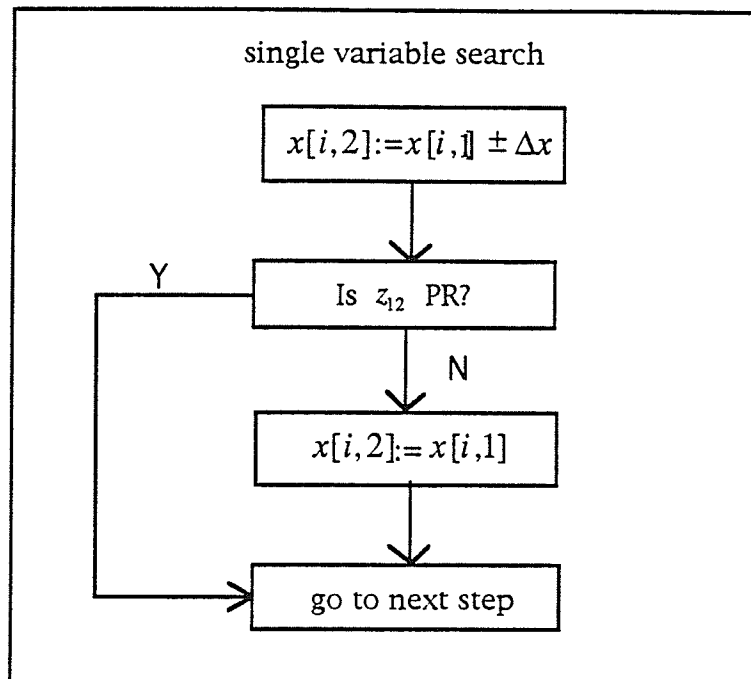 single variable search
x[i,2]:=x[i,1] ± Δx
Is z₁₂ PR?
Y
N
x[i,2]:= x[i,1]
go to next step